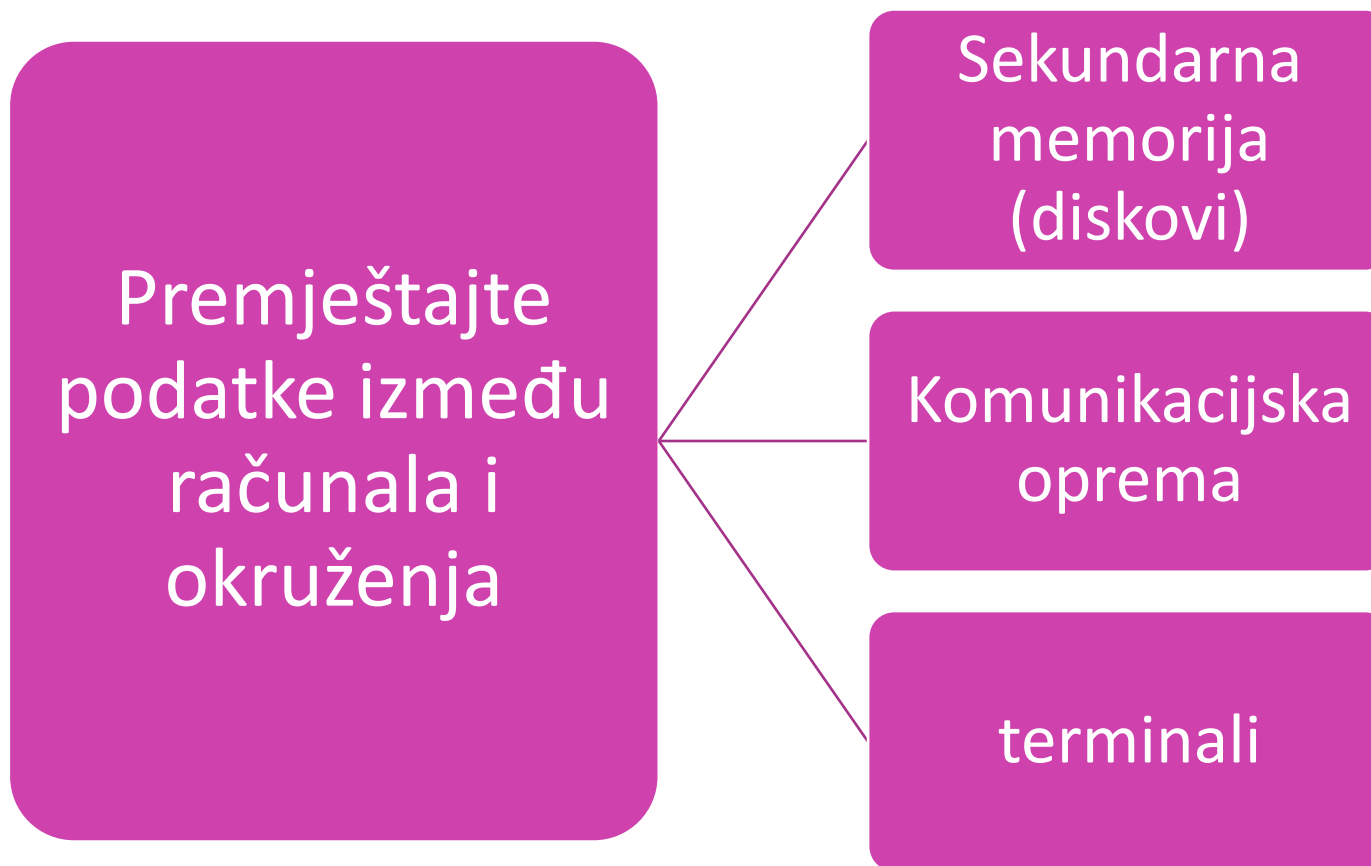 Premještajte
podatke između
računala i
okruženja
Sekundarna
memorija
(diskovi)
Komunikacijska
oprema
terminali